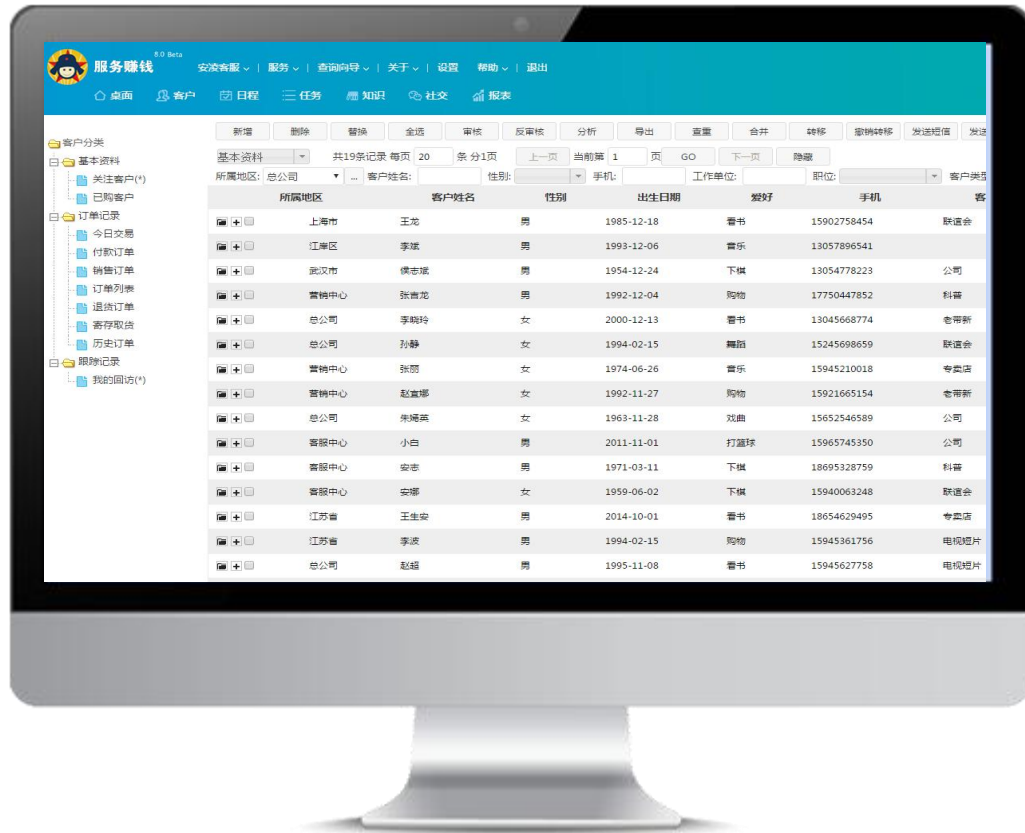 8.0 Beta
服务赚钱 安凌客服 | 服务 | 查询向导 | 关于 | 设置 帮助 | 退出
桌面 客户 日程 任务 知识 社交 报表
新增 删除 替换 全选 审核 反审核 分析 导出 查重 合并 转移 撤销转移 发送短信 发送
客户分类
基本资料
关注客户(*)
已购客户
订单记录
今日交易
付款订单
销售订单
订单列表
退货订单
寄存取货
历史订单
跟踪记录
我的回访(*)
基本资料 共19条记录 每页 20 条 分1页 上一页 当前第 1 页 GO 下一页 隐藏
所属地区: 总公司 ... 客户姓名: 性别: 手机: 工作单位: 职位: 客户类型
所属地区 客户姓名 性别 出生日期 爱好 手机 客
上海市 王龙 男 1985-12-18 看书 15902758454 联谊会
江岸区 李斌 男 1993-12-06 音乐 13057896541
武汉市 侯志斌 男 1954-12-24 下棋 13054778223 公司
营销中心 张吉龙 男 1992-12-04 购物 17750447852 科普
总公司 李晓玲 女 2000-12-13 看书 13045668774 老带新
总公司 孙静 女 1994-02-15 舞蹈 15245698659 联谊会
营销中心 张丽 女 1974-06-26 音乐 15945210018 专卖店
营销中心 赵宜娜 女 1992-11-27 购物 15921665154 老带新
总公司 朱婘英 女 1963-11-28 戏曲 15652546589 公司
客服中心 小白 男 2011-11-01 打篮球 15965745350 公司
客服中心 安志 男 1971-03-11 下棋 18695328759 科普
客服中心 安娜 女 1959-06-02 下棋 15940063248 联谊会
江苏省 王生安 男 2014-10-01 看书 18654629495 专卖店
江苏省 李波 男 1994-02-15 购物 15945361756 电视短片
总公司 赵超 男 1995-11-08 看书 15945627758 电视短片